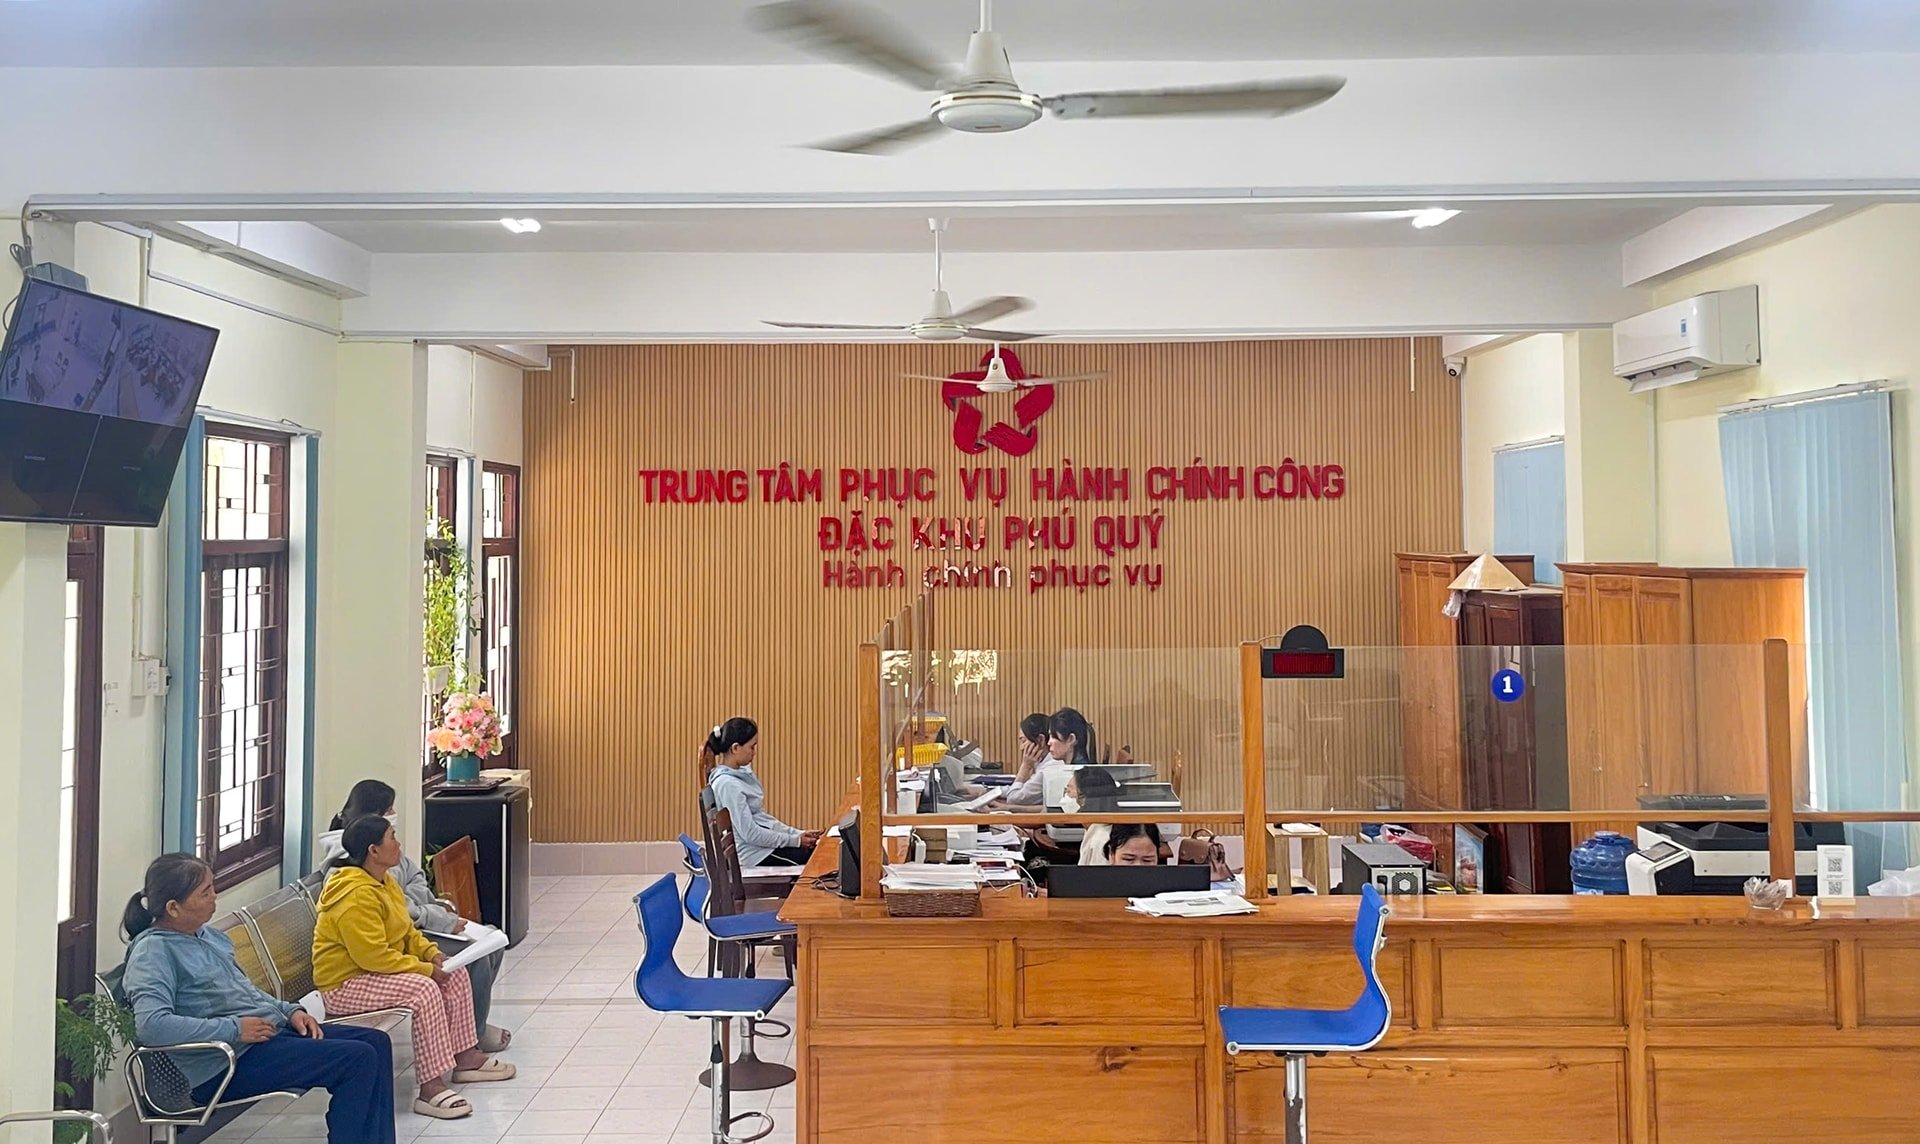 TRUNG TÂM PHỤC VỤ HÀNH CHÍNH CÔNG
ĐẶC KHU PHÚ QUÝ
Hành chính phục vụ
1